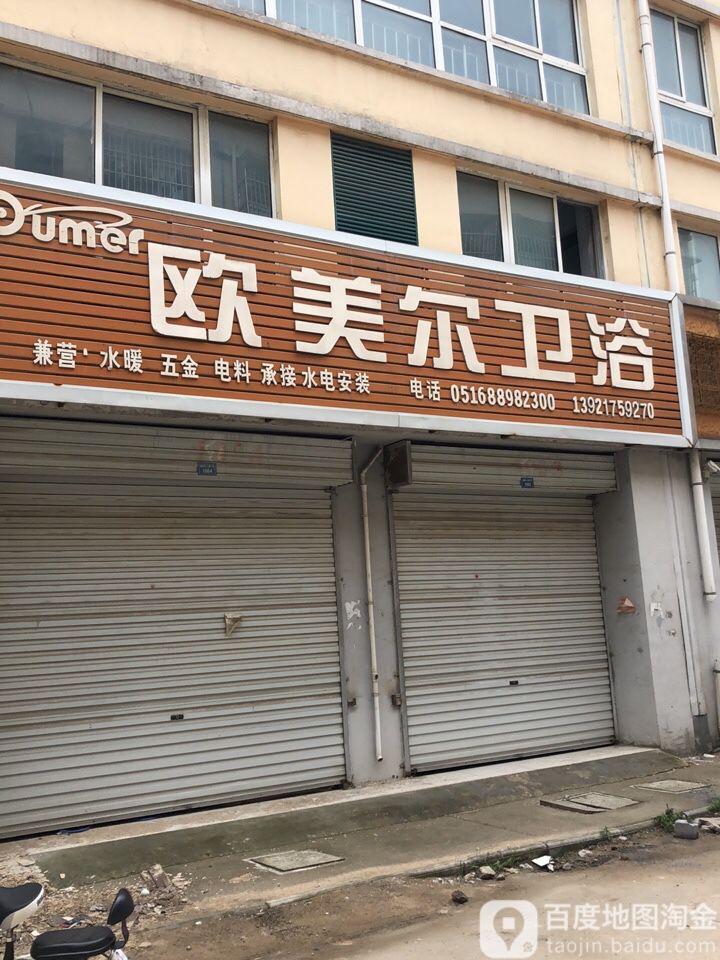 Oumer
欧美尔卫浴
兼营·水暖 五金 电料 承接水电安装 电话 051688982300 13921759270
百度地图淘金
taojin.baidu.com